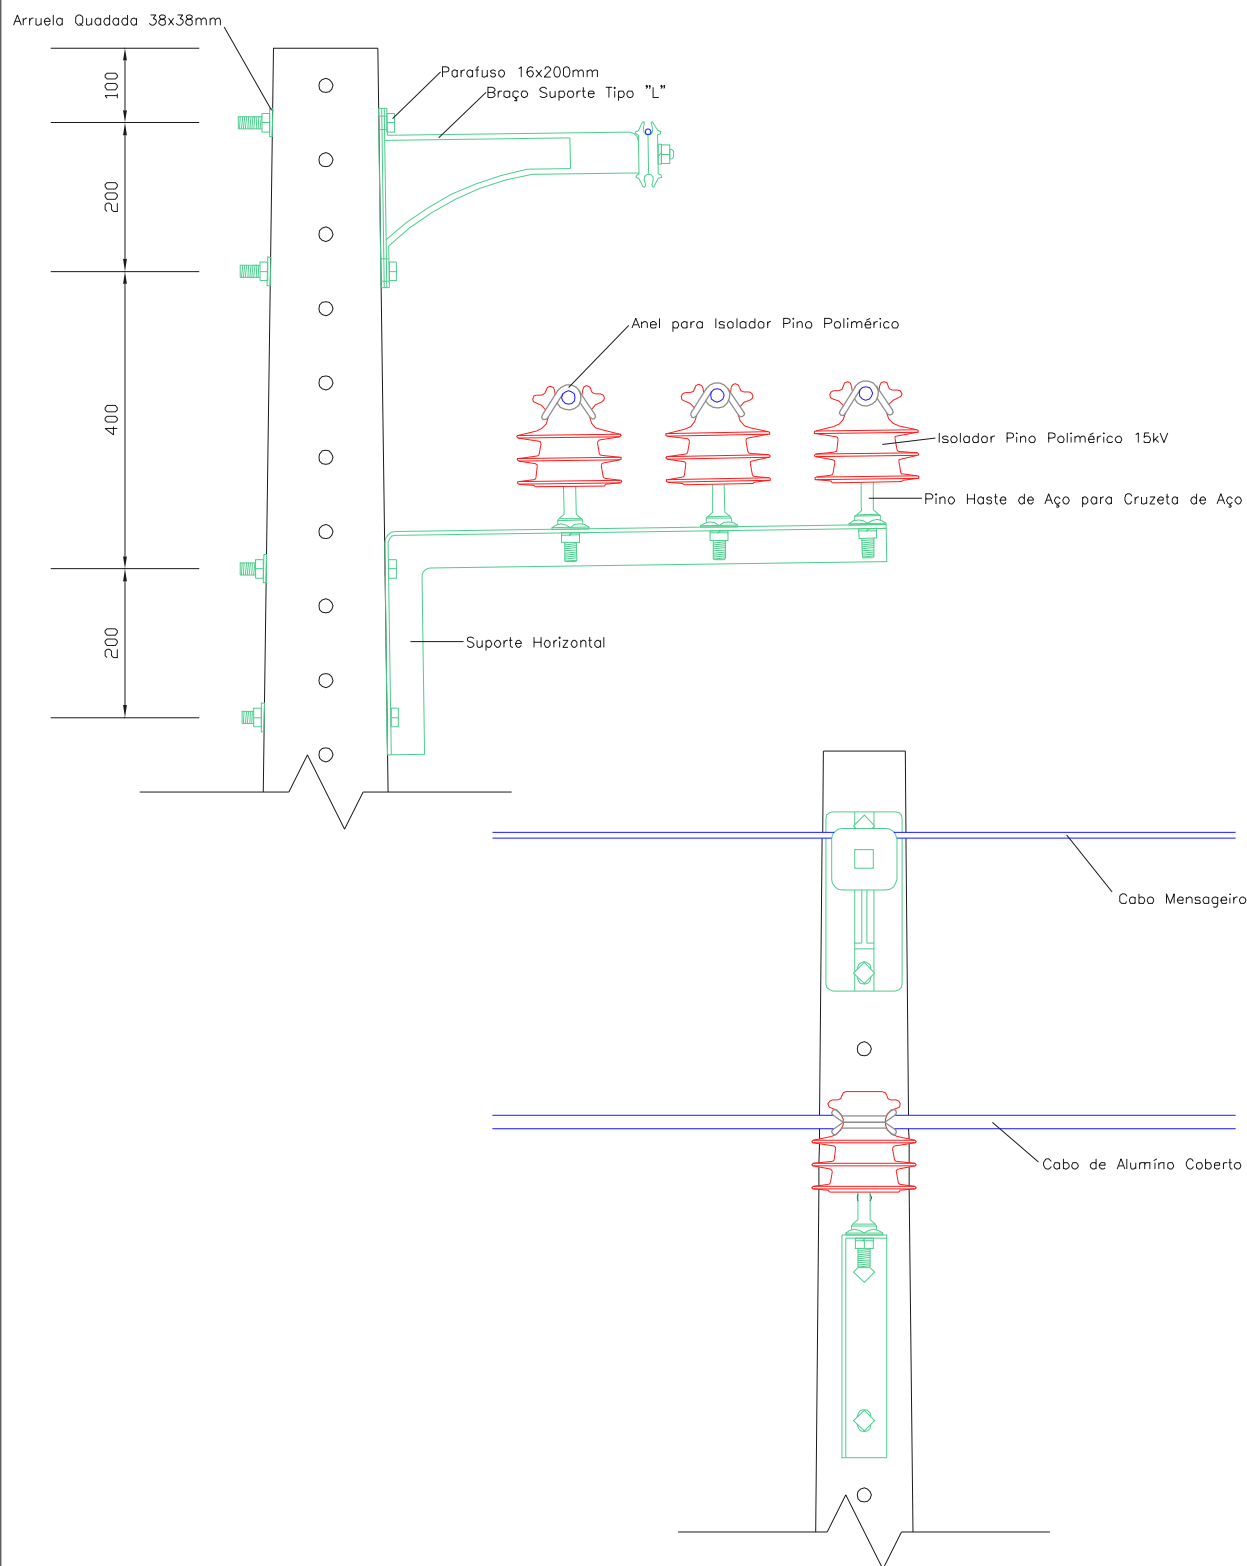 Arruela Quadada 38x38mm
Parafuso 16x200mm
Braço Suporte Tipo "L"
100
200
400
200
Anel para Isolador Pino Polimérico
Isolador Pino Polimérico 15kV
Pino Haste de Aço para Cruzeta de Aço
Suporte Horizontal
Cabo Mensageiro
Cabo de Alumíno Coberto